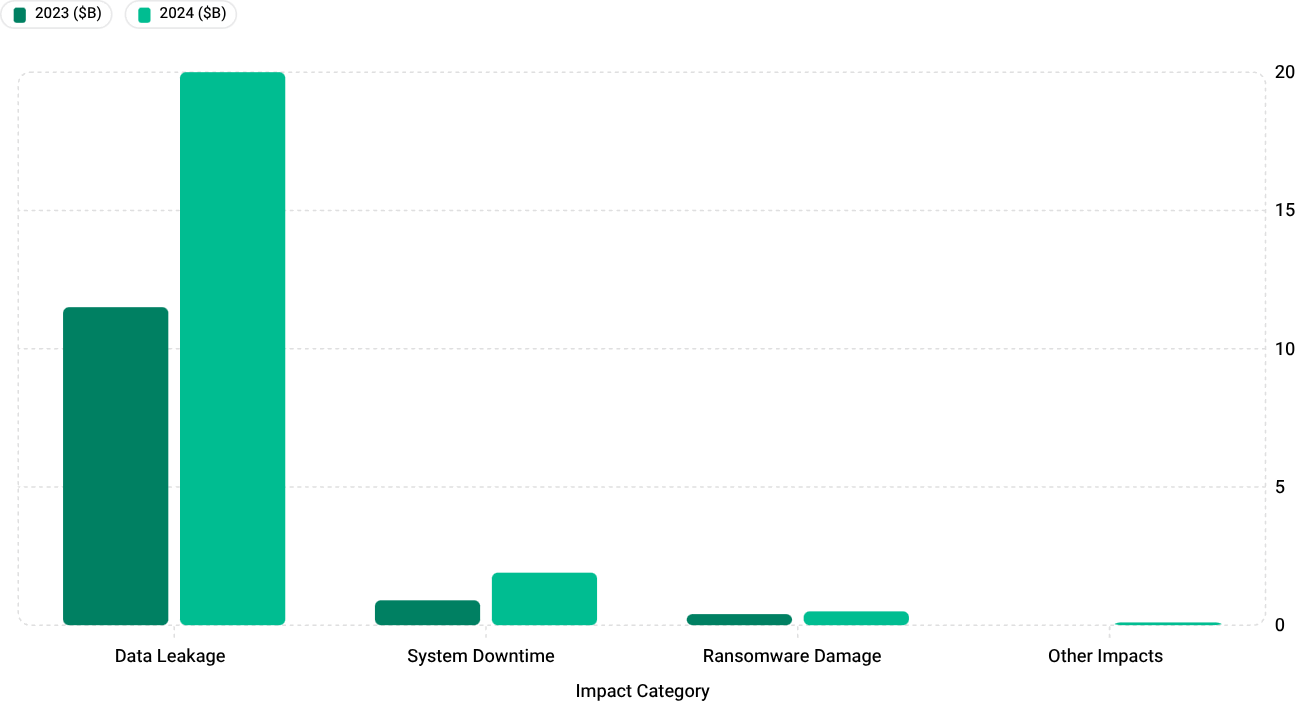 2023 ($B) 2024 ($B)
20
15
10
5
0
Data Leakage System Downtime Ransomware Damage Other Impacts
Impact Category